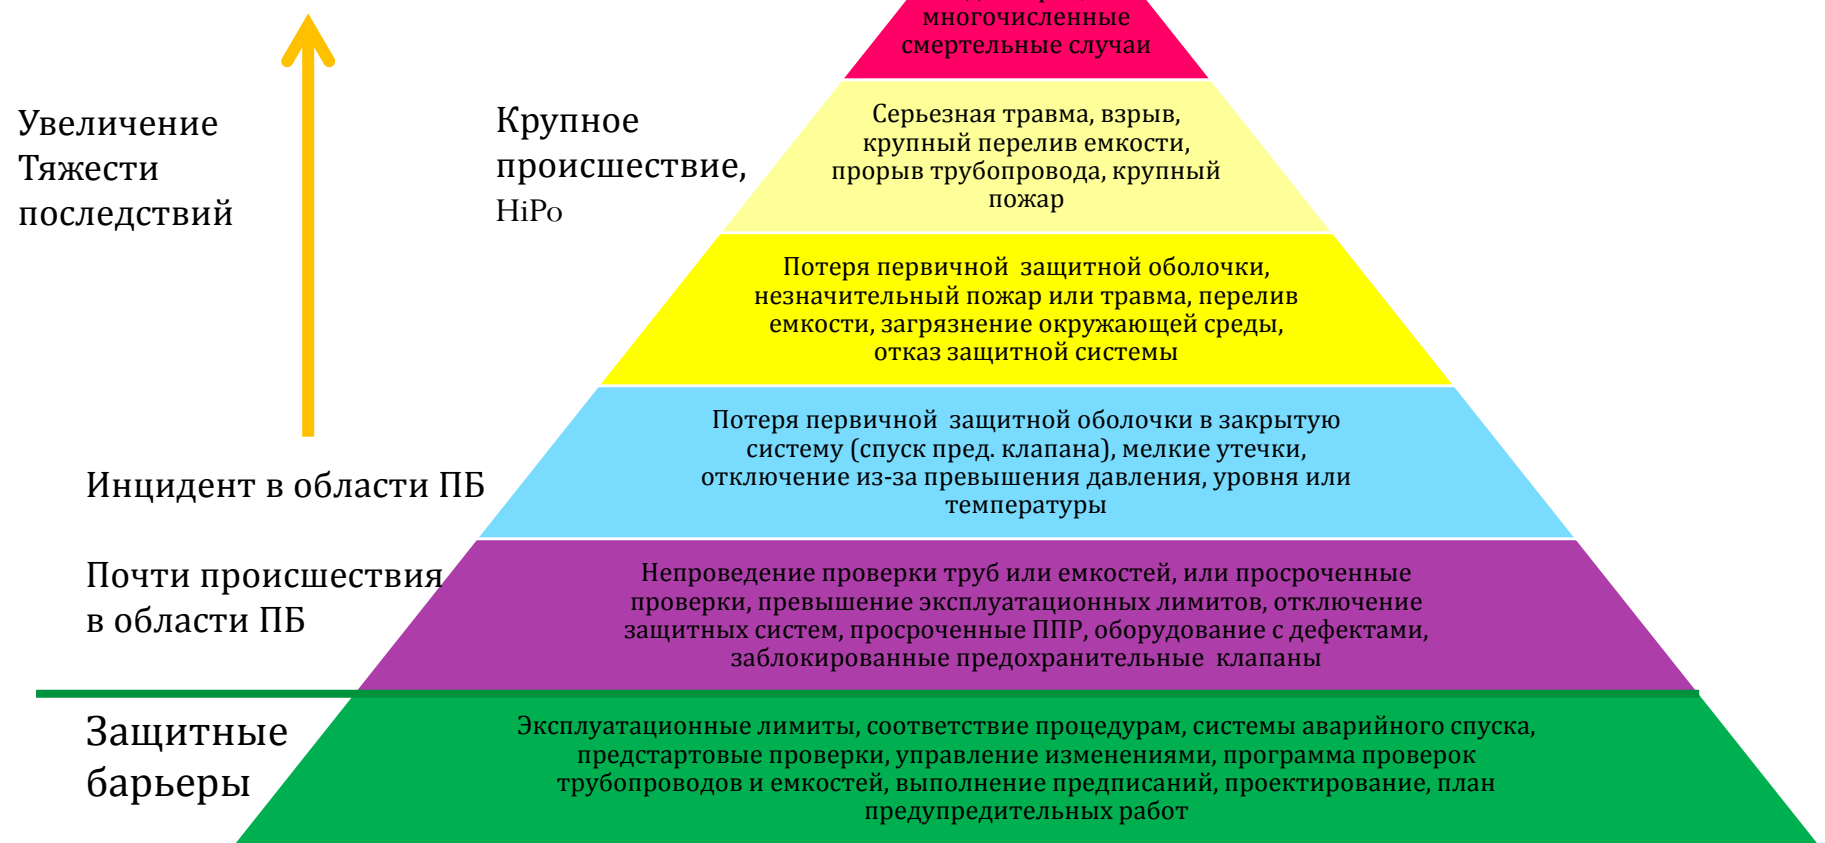 многочисленные
смертельные случаи
Увеличение
Тяжести
последствий
Крупное
происшествие,
HiPo
Серьезная травма, взрыв,
крупный перелив емкости,
прорыв трубопровода, крупный
пожар
Потеря первичной защитной оболочки,
незначительный пожар или травма, перелив
емкости, загрязнение окружающей среды,
отказ защитной системы
Инцидент в области ПБ
Потеря первичной защитной оболочки в закрытую
систему (спуск пред. клапана), мелкие утечки,
отключение из-за превышения давления, уровня или
температуры
Почти происшествия
в области ПБ
Непроведение проверки труб или емкостей, или просроченные
проверки, превышение эксплуатационных лимитов, отключение
защитных систем, просроченные ППР, оборудование с дефектами,
заблокированные предохранительные клапаны
Защитные
барьеры
Эксплуатационные лимиты, соответствие процедурам, системы аварийного спуска,
предстартовые проверки, управление изменениями, программа проверок
трубопроводов и емкостей, выполнение предписаний, проектирование, план
предупредительных работ